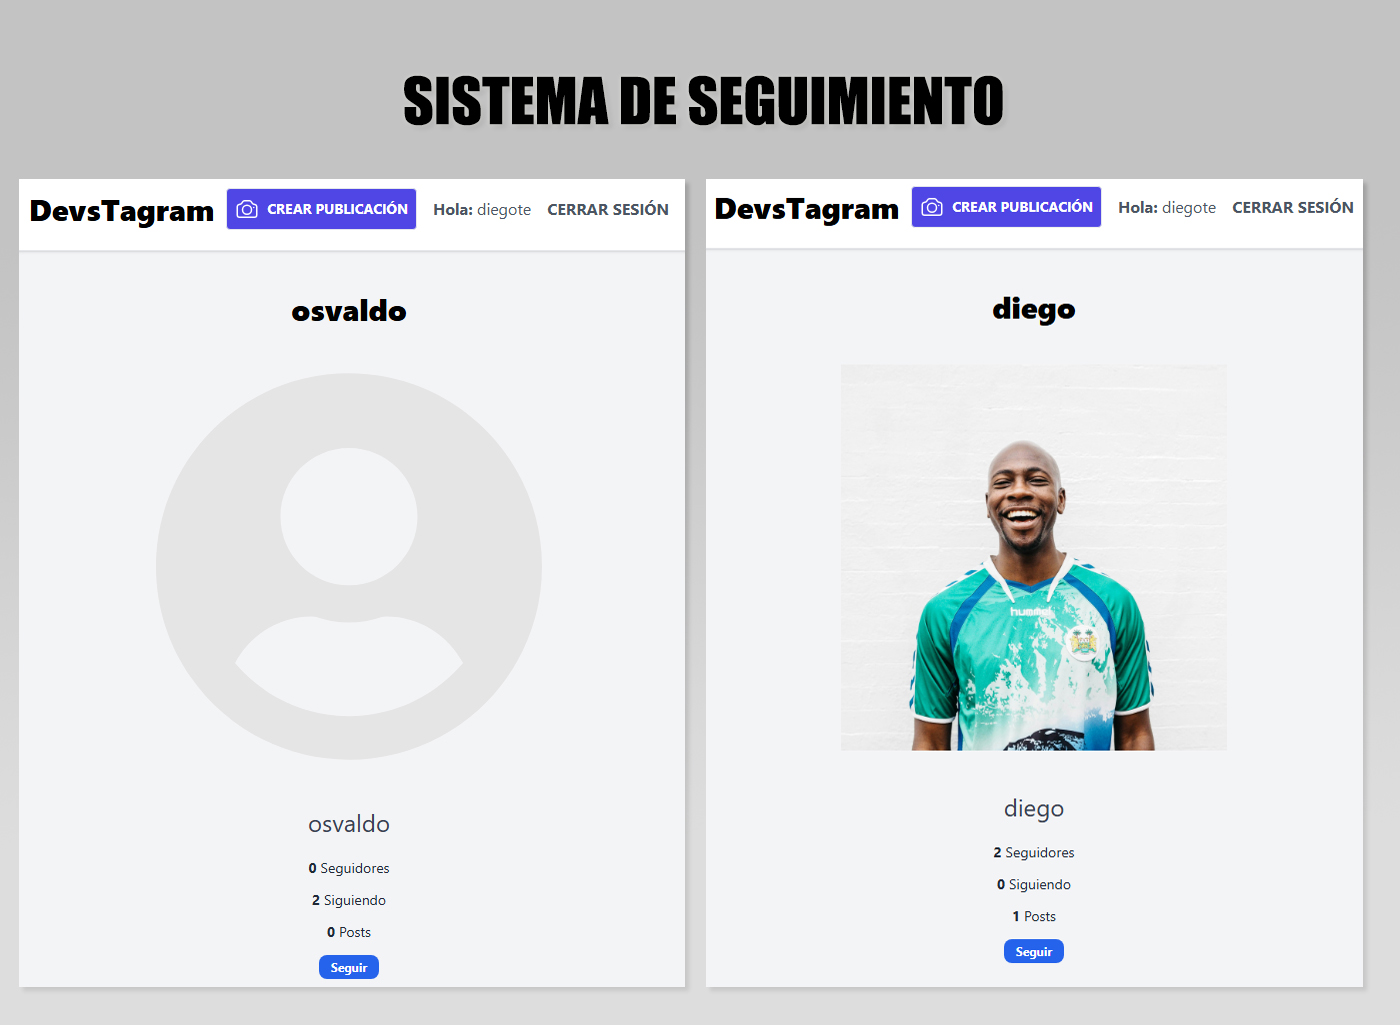 SISTEMA DE SEGUIMIENTO
DevsTagram CREAR PUBLICACIÓN Hola: diegote CERRAR SESIÓN
osvaldo
osvaldo
0 Seguidores
2 Siguiendo
0 Posts
Seguir
DevsTagram CREAR PUBLICACIÓN Hola: diegote CERRAR SESIÓN
diego
hummel
diego
2 Seguidores
0 Siguiendo
1 Posts
Seguir